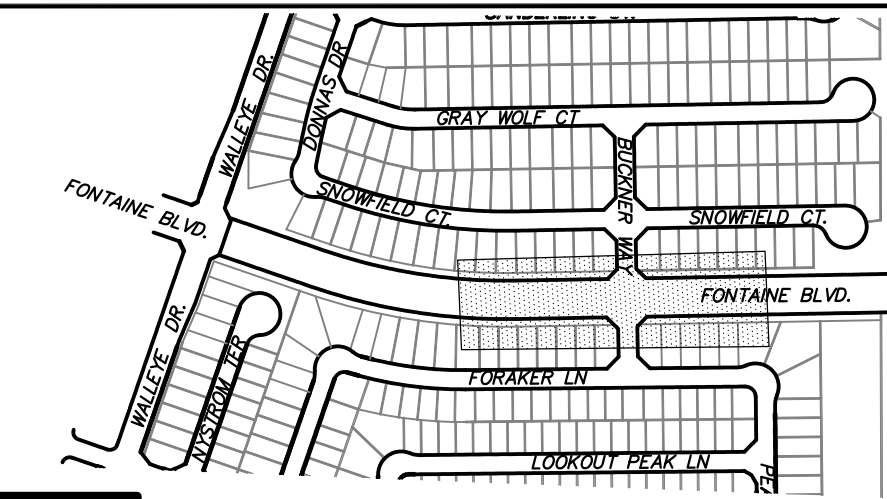 WALLEYE DR.
DONNAS DR
GRAY WOLF CT
BUCKNER WAY
FONTAINE BLVD.
SNOWFIELD CT.
SNOWFIELD CT.
FONTAINE BLVD.
WALLEYE DR.
NYSTROM TER
FORAKER LN
LOOKOUT PEAK LN